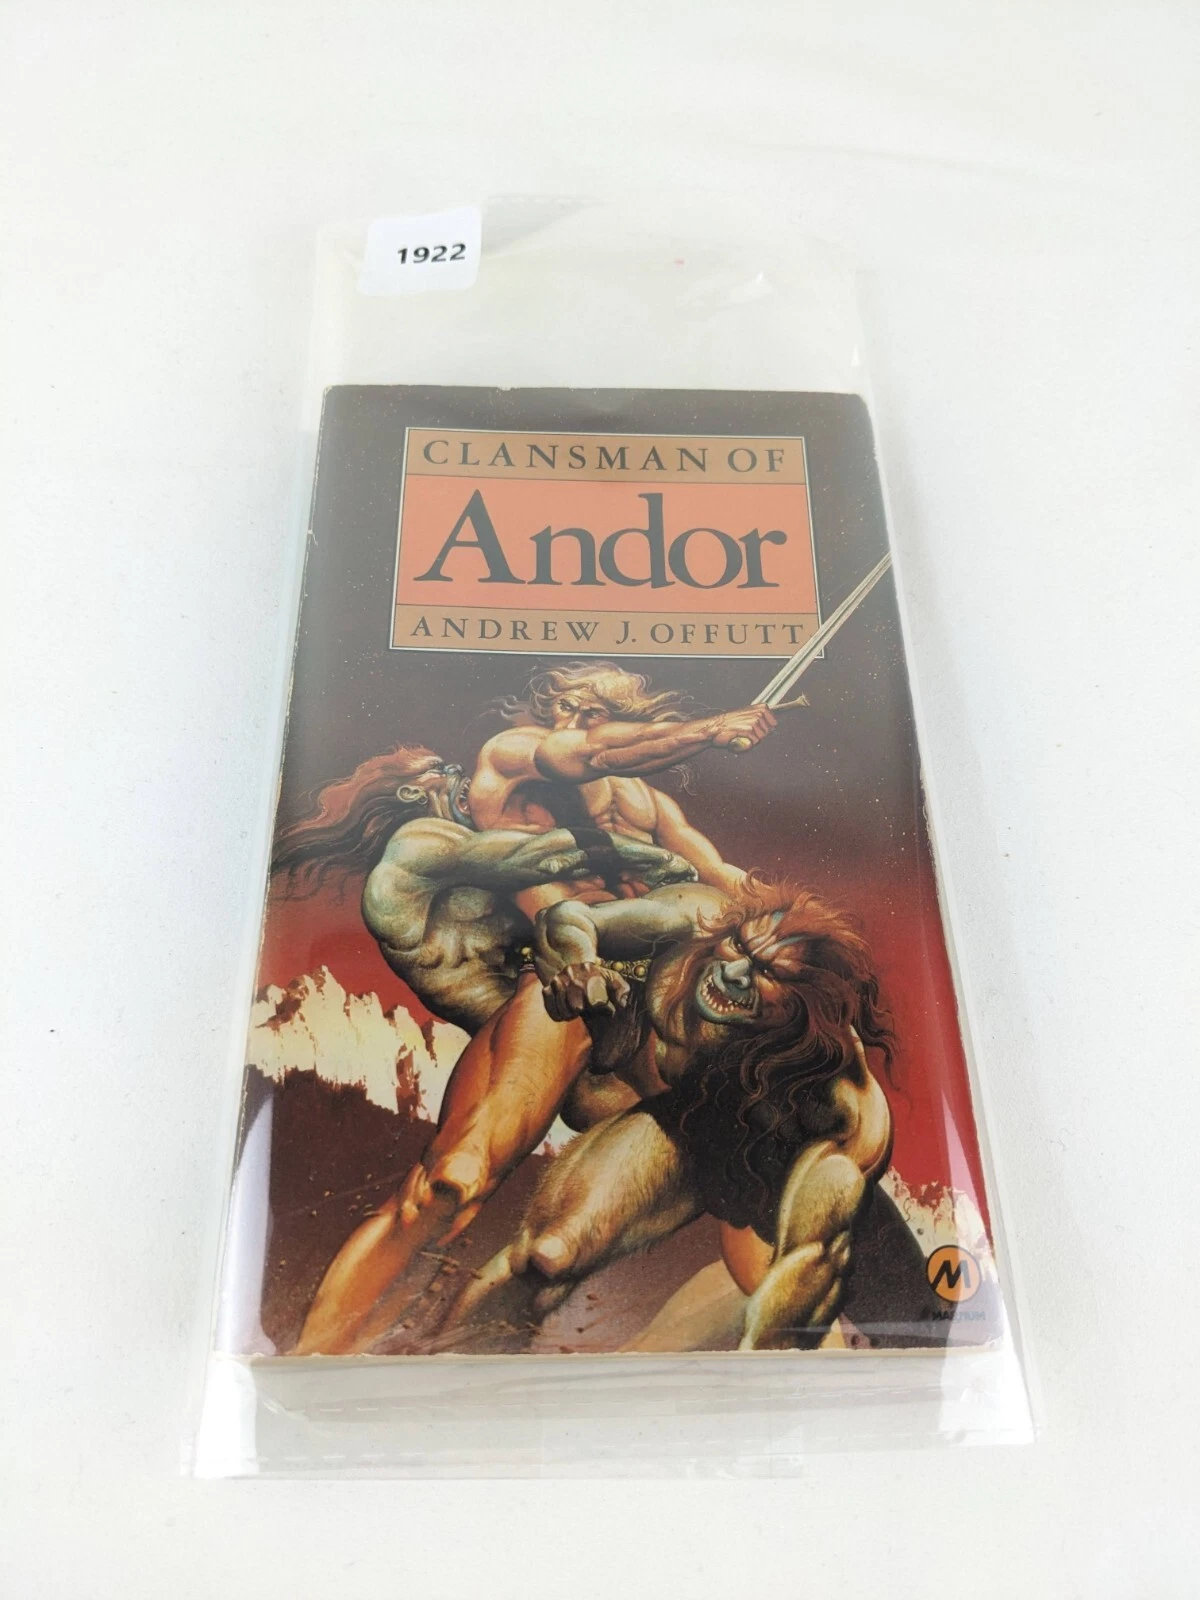 1922
CLANSMAN OF
Andor
ANDREW J. OFFUTT
M